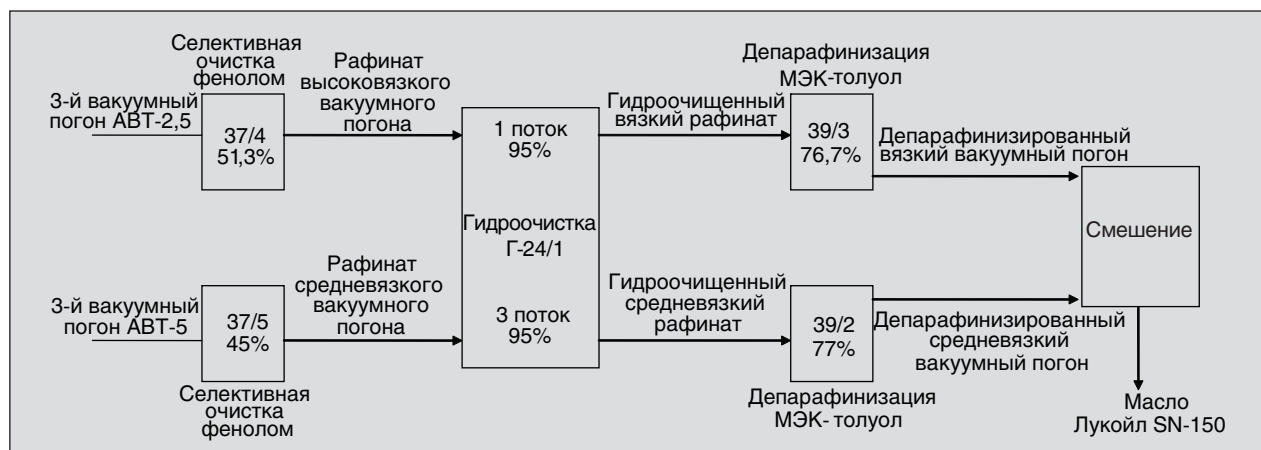 Селективная
очистка
фенолом
3-й вакуумный
погон АВТ-2,5
37/4
51,3%
Рафинат
высоковязкого
вакуумного
погона
1 поток
95%
Гидроочищенный
вязкий рафинат
Депарафинизация
МЭК-толуол
39/3
76,7%
Депарафинизированный
вязкий вакуумный погон
Гидроочистка
Г-24/1
Смешение
3-й вакуумный
погон АВТ-5
37/5
45%
Селективная
очистка
фенолом
Рафинат
средневязкого
вакуумного
погона
3 поток
95%
Гидроочищенный
средневязкий
рафинат
39/2
77%
Депарафинизация
МЭК- толуол
Депарафинизированный
средневязкий
вакуумный погон
Масло
Лукойл SN-150